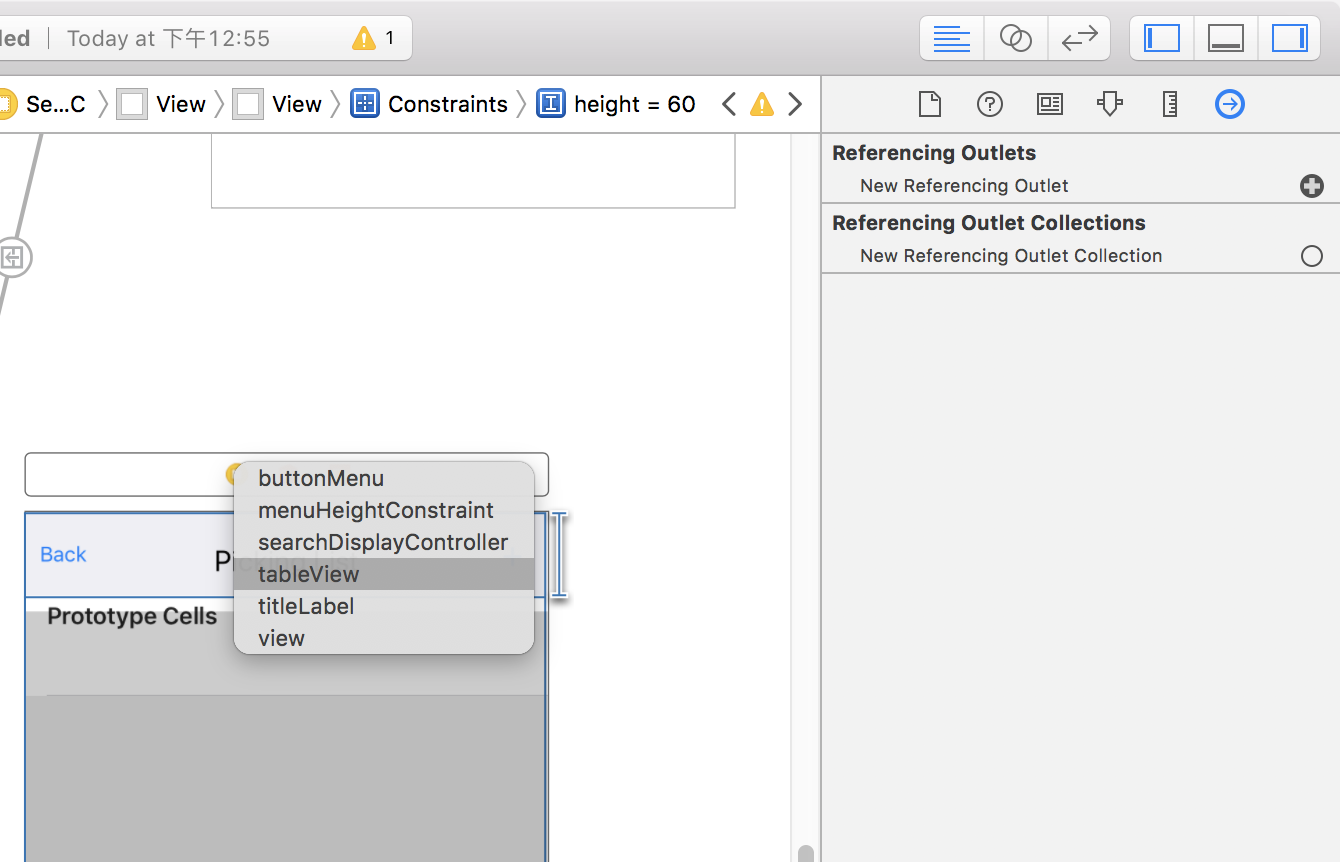 led | Today at 下午12:55 1
Se...C View View Constraints height = 60
Referencing Outlets
New Referencing Outlet
Referencing Outlet Collections
New Referencing Outlet Collection
buttonMenu
menuHeightConstraint
searchDisplayController
Back
tableView
titleLabel
Prototype Cells
view